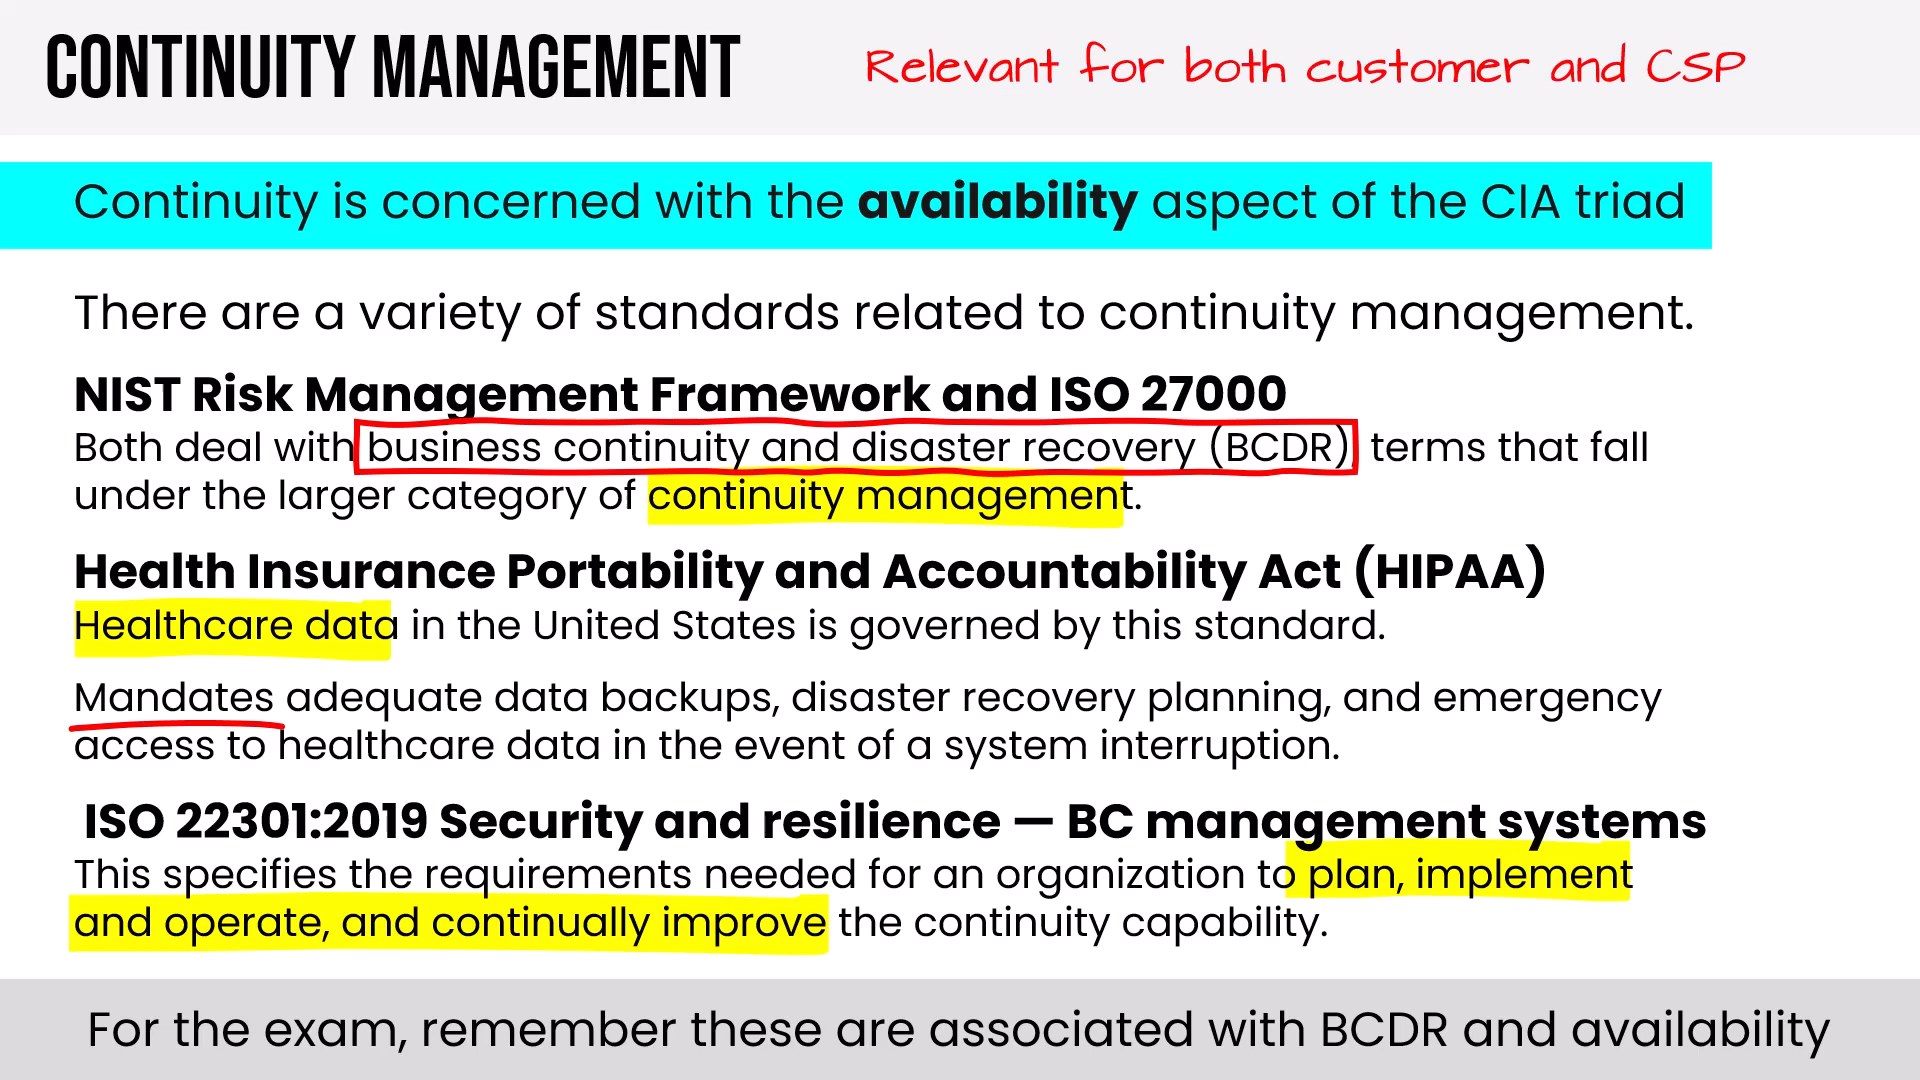 CONTINUITY MANAGEMENT
Relevant for both customer and CSP
Continuity is concerned with the availability aspect of the CIA triad
There are a variety of standards related to continuity management.
NIST Risk Management Framework and ISO 27000
Both deal with business continuity and disaster recovery (BCDR), terms that fall
under the larger category of continuity management.
Health Insurance Portability and Accountability Act (HIPAA)
Healthcare data in the United States is governed by this standard.
Mandates adequate data backups, disaster recovery planning, and emergency
access to healthcare data in the event of a system interruption.
ISO 22301:2019 Security and resilience — BC management systems
This specifies the requirements needed for an organization to plan, implement
and operate, and continually improve the continuity capability.
For the exam, remember these are associated with BCDR and availability